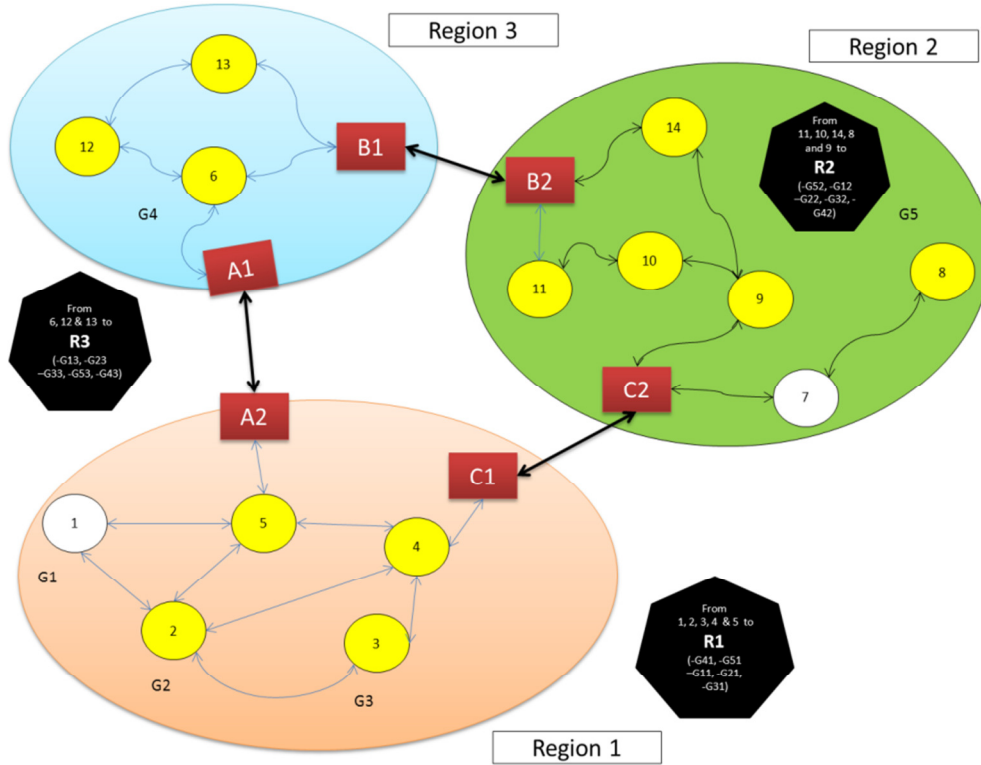 Region 3
Region 2
13
12
6
B1
G4
A1
14
B2
From
11, 10, 14, 8
and 9 to
R2
(-G52, -G12
–G22, -G32, -
G42)
G5
11
10
9
8
C2
7
From
6, 12 & 13 to
R3
(-G13, -G23
–G33, -G53, -G43)
A2
C1
1
5
4
G1
2
3
G2
G3
From
1, 2, 3, 4 & 5 to
R1
(-G41, -G51
–G11, -G21,
-G31)
Region 1